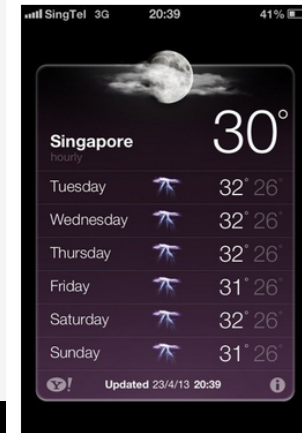 SingTel 3G 20:39 41%
30°
Singapore
hourly
Tuesday 32° 26°
Wednesday 32° 26°
Thursday 32° 26°
Friday 31° 26°
Saturday 32° 26°
Sunday 31° 26°
Y! Updated 23/4/13 20:39 i